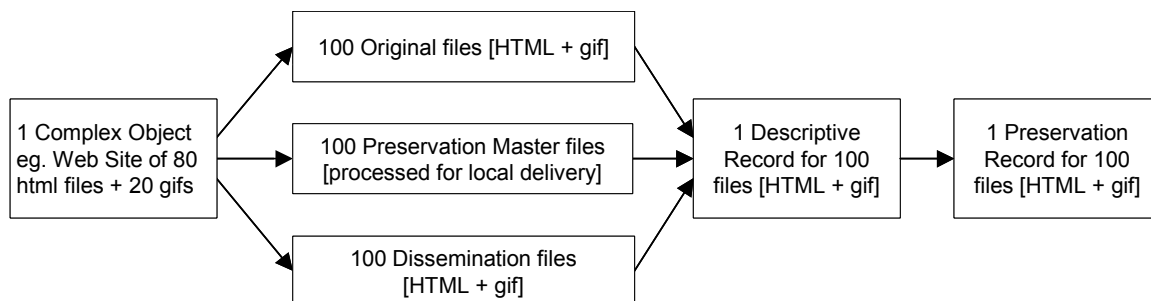 1 Complex Object
eg. Web Site of 80
html files + 20 gifs
100 Original files [HTML + gif]
100 Preservation Master files
[processed for local delivery]
100 Dissemination files
[HTML + gif]
1 Descriptive
Record for 100
files [HTML + gif]
1 Preservation
Record for 100
files [HTML + gif]